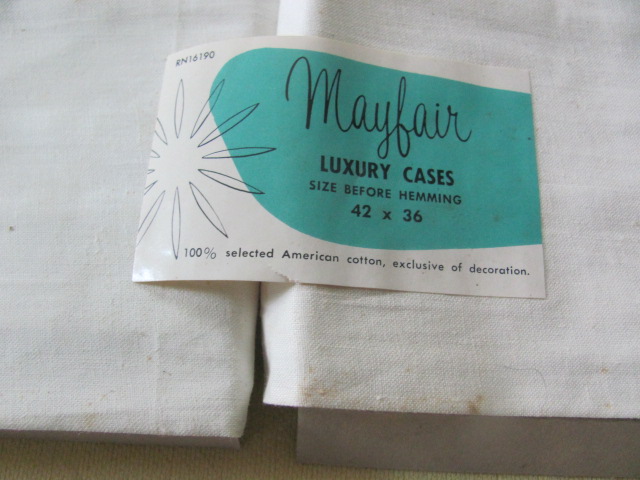 RN16190
Mayfair
LUXURY CASES
SIZE BEFORE HEMMING
42 x 36
100% selected American cotton, exclusive of decoration.